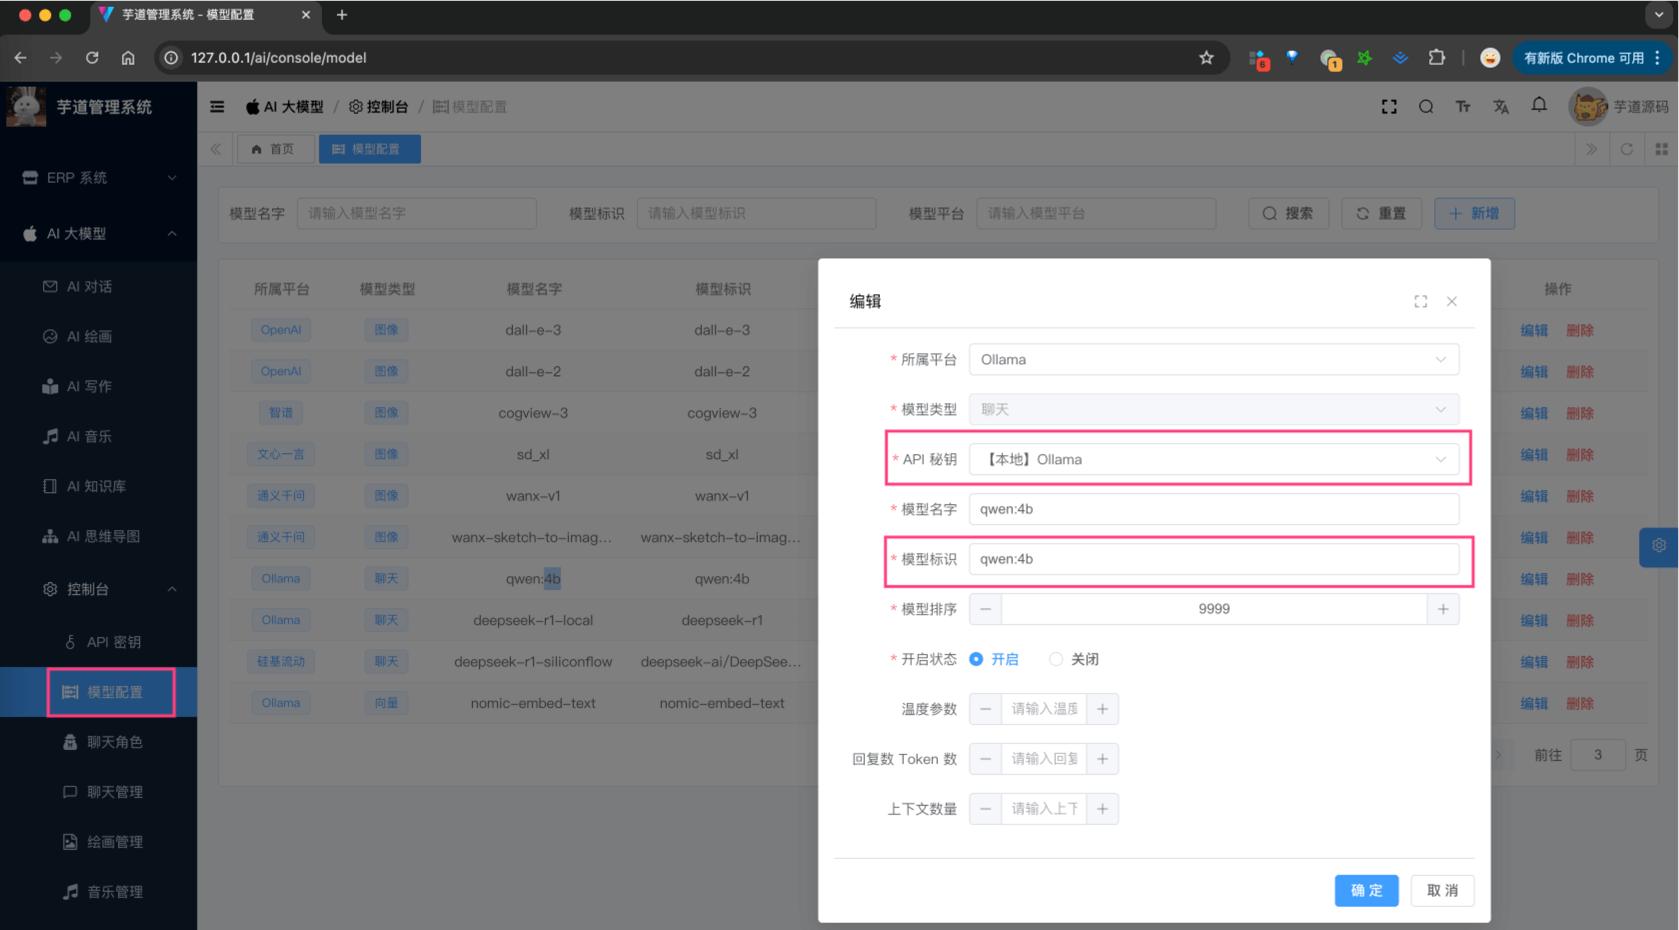 芋道管理系统 - 模型配置
127.0.0.1/ai/console/model
6
1
有新版 Chrome 可用
芋道管理系统
AI 大模型 / 控制台 / 模型配置
芋道源码
首页
模型配置
ERP 系统
AI 大模型
AI 对话
AI 绘画
AI 写作
AI 音乐
AI 知识库
AI 思维导图
控制台
API 密钥
模型配置
聊天角色
聊天管理
绘画管理
音乐管理
模型名字 请输入模型名字 模型标识 请输入模型标识 模型平台 请输入模型平台 搜索 重置 新增
所属平台 模型类型 模型名字 模型标识 操作
OpenAI 图像 dall-e-3 dall-e-3 编辑 删除
OpenAI 图像 dall-e-2 dall-e-2 编辑 删除
智谱 图像 cogview-3 cogview-3 编辑 删除
文心一言 图像 sd_xl sd_xl 编辑 删除
通义千问 图像 wanx-v1 wanx-v1 编辑 删除
通义千问 图像 wanx-sketch-to-imag... wanx-sketch-to-imag... 编辑 删除
Ollama 聊天 qwen:4b qwen:4b 编辑 删除
Ollama 聊天 deepseek-r1-local deepseek-r1 编辑 删除
硅基流动 聊天 deepseek-r1-siliconflow deepseek-ai/DeepSee... 编辑 删除
Ollama 向量 nomic-embed-text nomic-embed-text 编辑 删除
前往 3 页
编辑
* 所属平台 Ollama
* 模型类型 聊天
* API 秘钥 【本地】Ollama
* 模型名字 qwen:4b
* 模型标识 qwen:4b
* 模型排序 9999
* 开启状态 开启 关闭
温度参数 请输入温度
回复数 Token 数 请输入回复
上下文数量 请输入上下
确 定
取 消